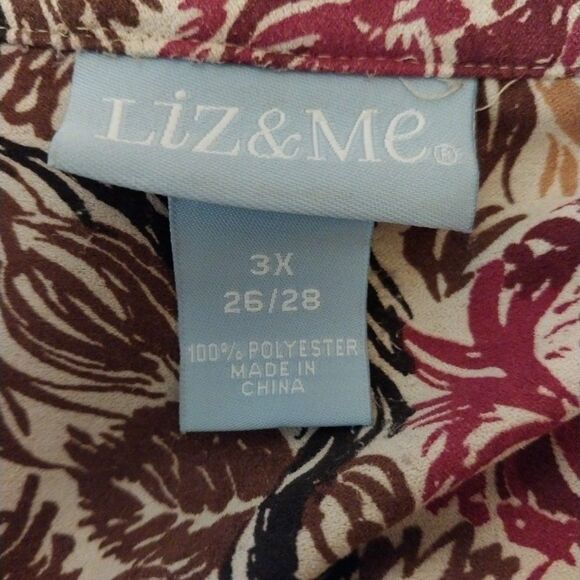 Liz&Me®
3X
26/28
100% POLYESTER
MADE IN
CHINA